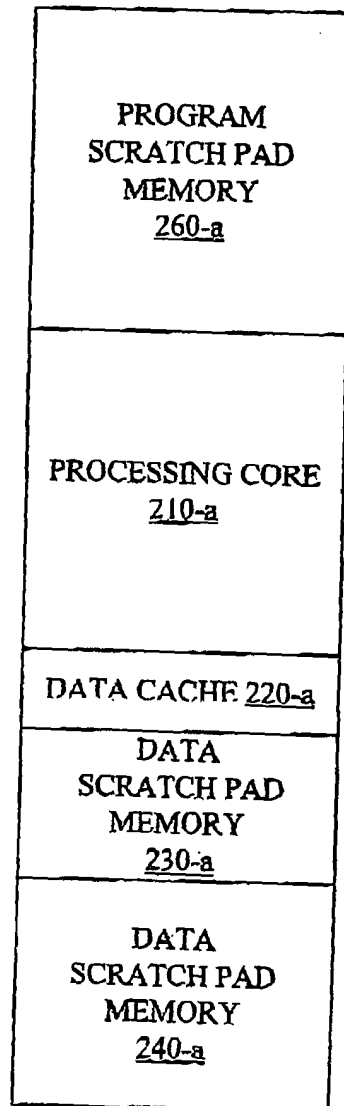 PROGRAM
SCRATCH PAD
MEMORY
260-a
PROCESSING CORE
210-a
DATA CACHE 220-a
DATA
SCRATCH PAD
MEMORY
230-a
DATA
SCRATCH PAD
MEMORY
240-a